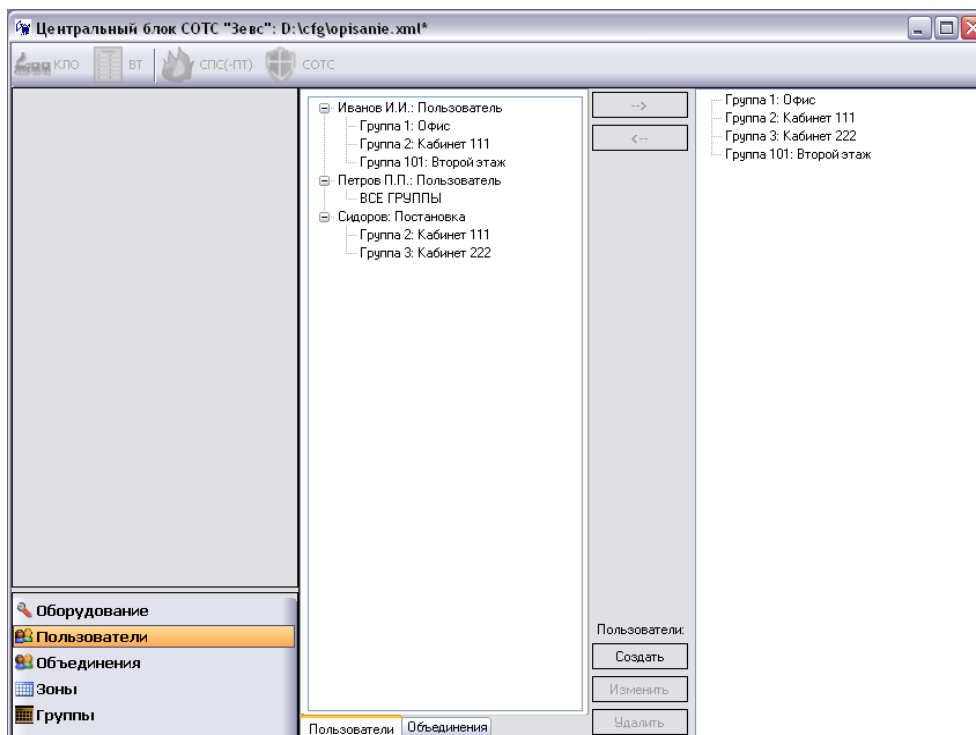 Центральный блок СОТС "Зевс": D:\cfg\opisanie.xml*
КЛО ВТ СПС(-ПТ) СОТС
Иванов И.И.: Пользователь
Группа 1: Офис
Группа 2: Кабинет 111
Группа 101: Второй этаж
Петров П.П.: Пользователь
ВСЕ ГРУППЫ
Сидоров: Постановка
Группа 2: Кабинет 111
Группа 3: Кабинет 222
Пользователи Объединения
-->
<--
Пользователи:
Создать
Изменить
Удалить
Группа 1: Офис
Группа 2: Кабинет 111
Группа 3: Кабинет 222
Группа 101: Второй этаж
Оборудование
Пользователи
Объединения
Зоны
Группы